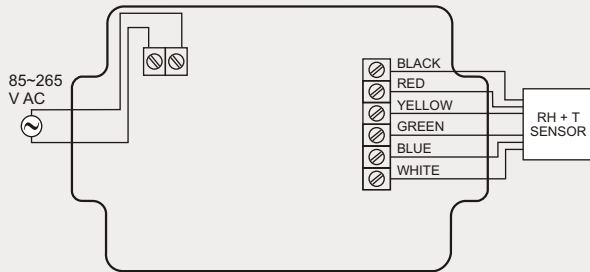 85~265
V AC
BLACK
RED
YELLOW
GREEN
BLUE
WHITE
RH + T
SENSOR